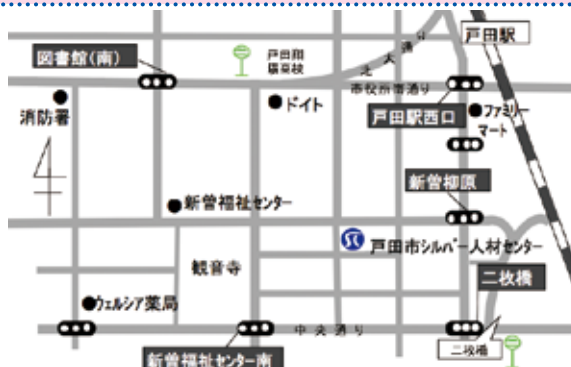 戸田駅
図書館(南)
戸田翔
陽高校
北大通り
市役所南通り
消防署
ドイト
戸田駅西口
ファミリー
マート
新曽柳原
新曽福祉センター
戸田市シルバー人材センター
観音寺
二枚橋
ウェルシア薬局
中央通り
二枚橋
新曽福祉センター南